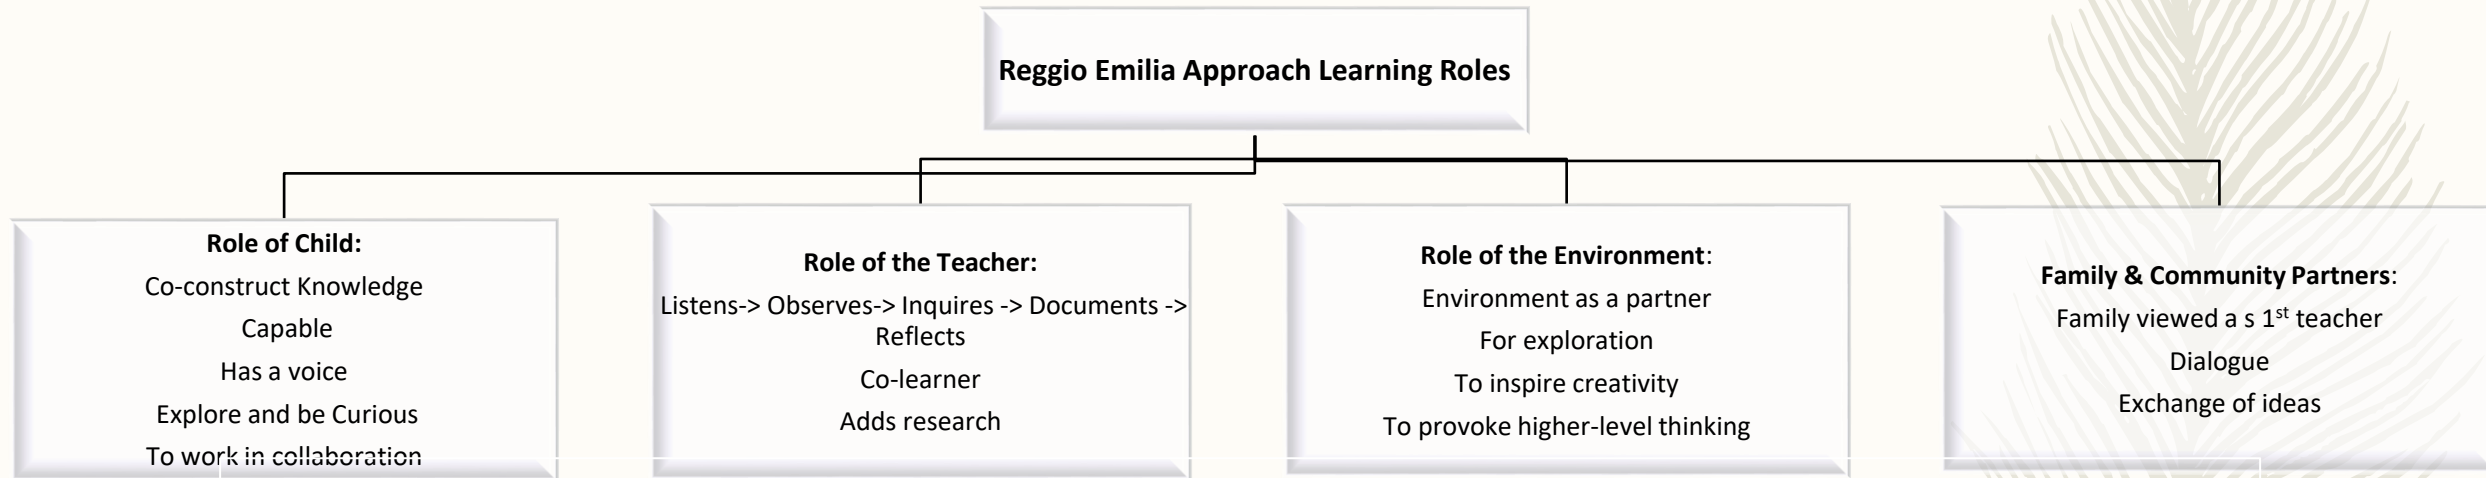 Reggio Emilia Approach Learning Roles
Role of Child:
Co-construct Knowledge
Capable
Has a voice
Explore and be Curious
To work in collaboration
Role of the Teacher:
Listens-> Observes-> Inquires -> Documents ->
Reflects
Co-learner
Adds research
Role of the Environment:
Environment as a partner
For exploration
To inspire creativity
To provoke higher-level thinking
Family & Community Partners:
Family viewed a s 1st teacher
Dialogue
Exchange of ideas